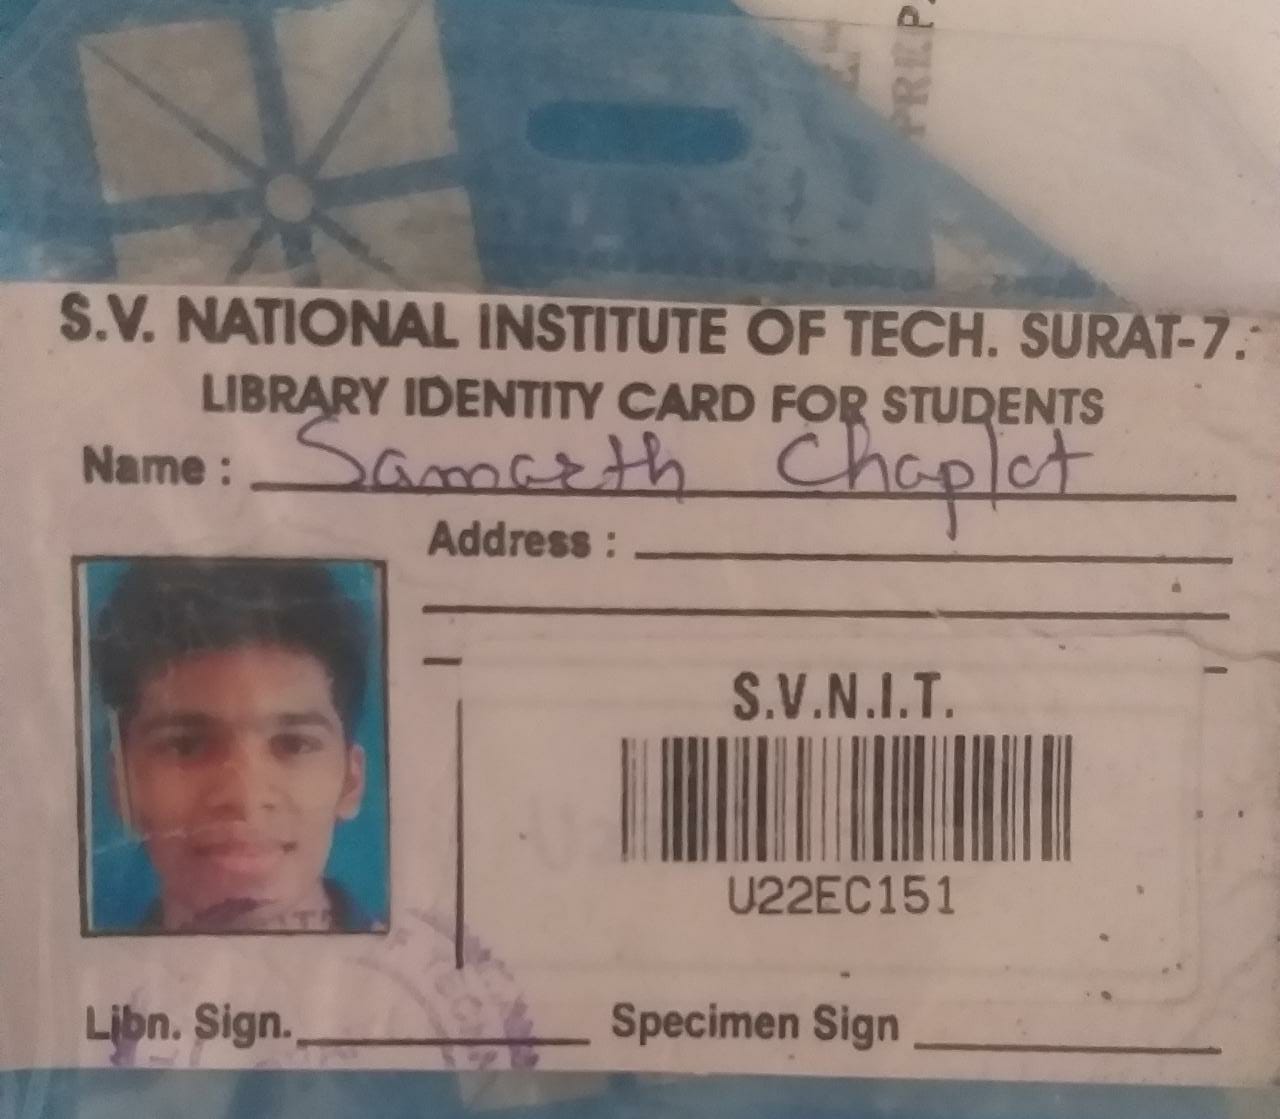 PREP
S.V. NATIONAL INSTITUTE OF TECH. SURAT-7.
LIBRARY IDENTITY CARD FOR STUDENTS
Name : Samarth Chaplot
Address :
S.V.N.I.T.
U22EC151
Libn. Sign. Specimen Sign